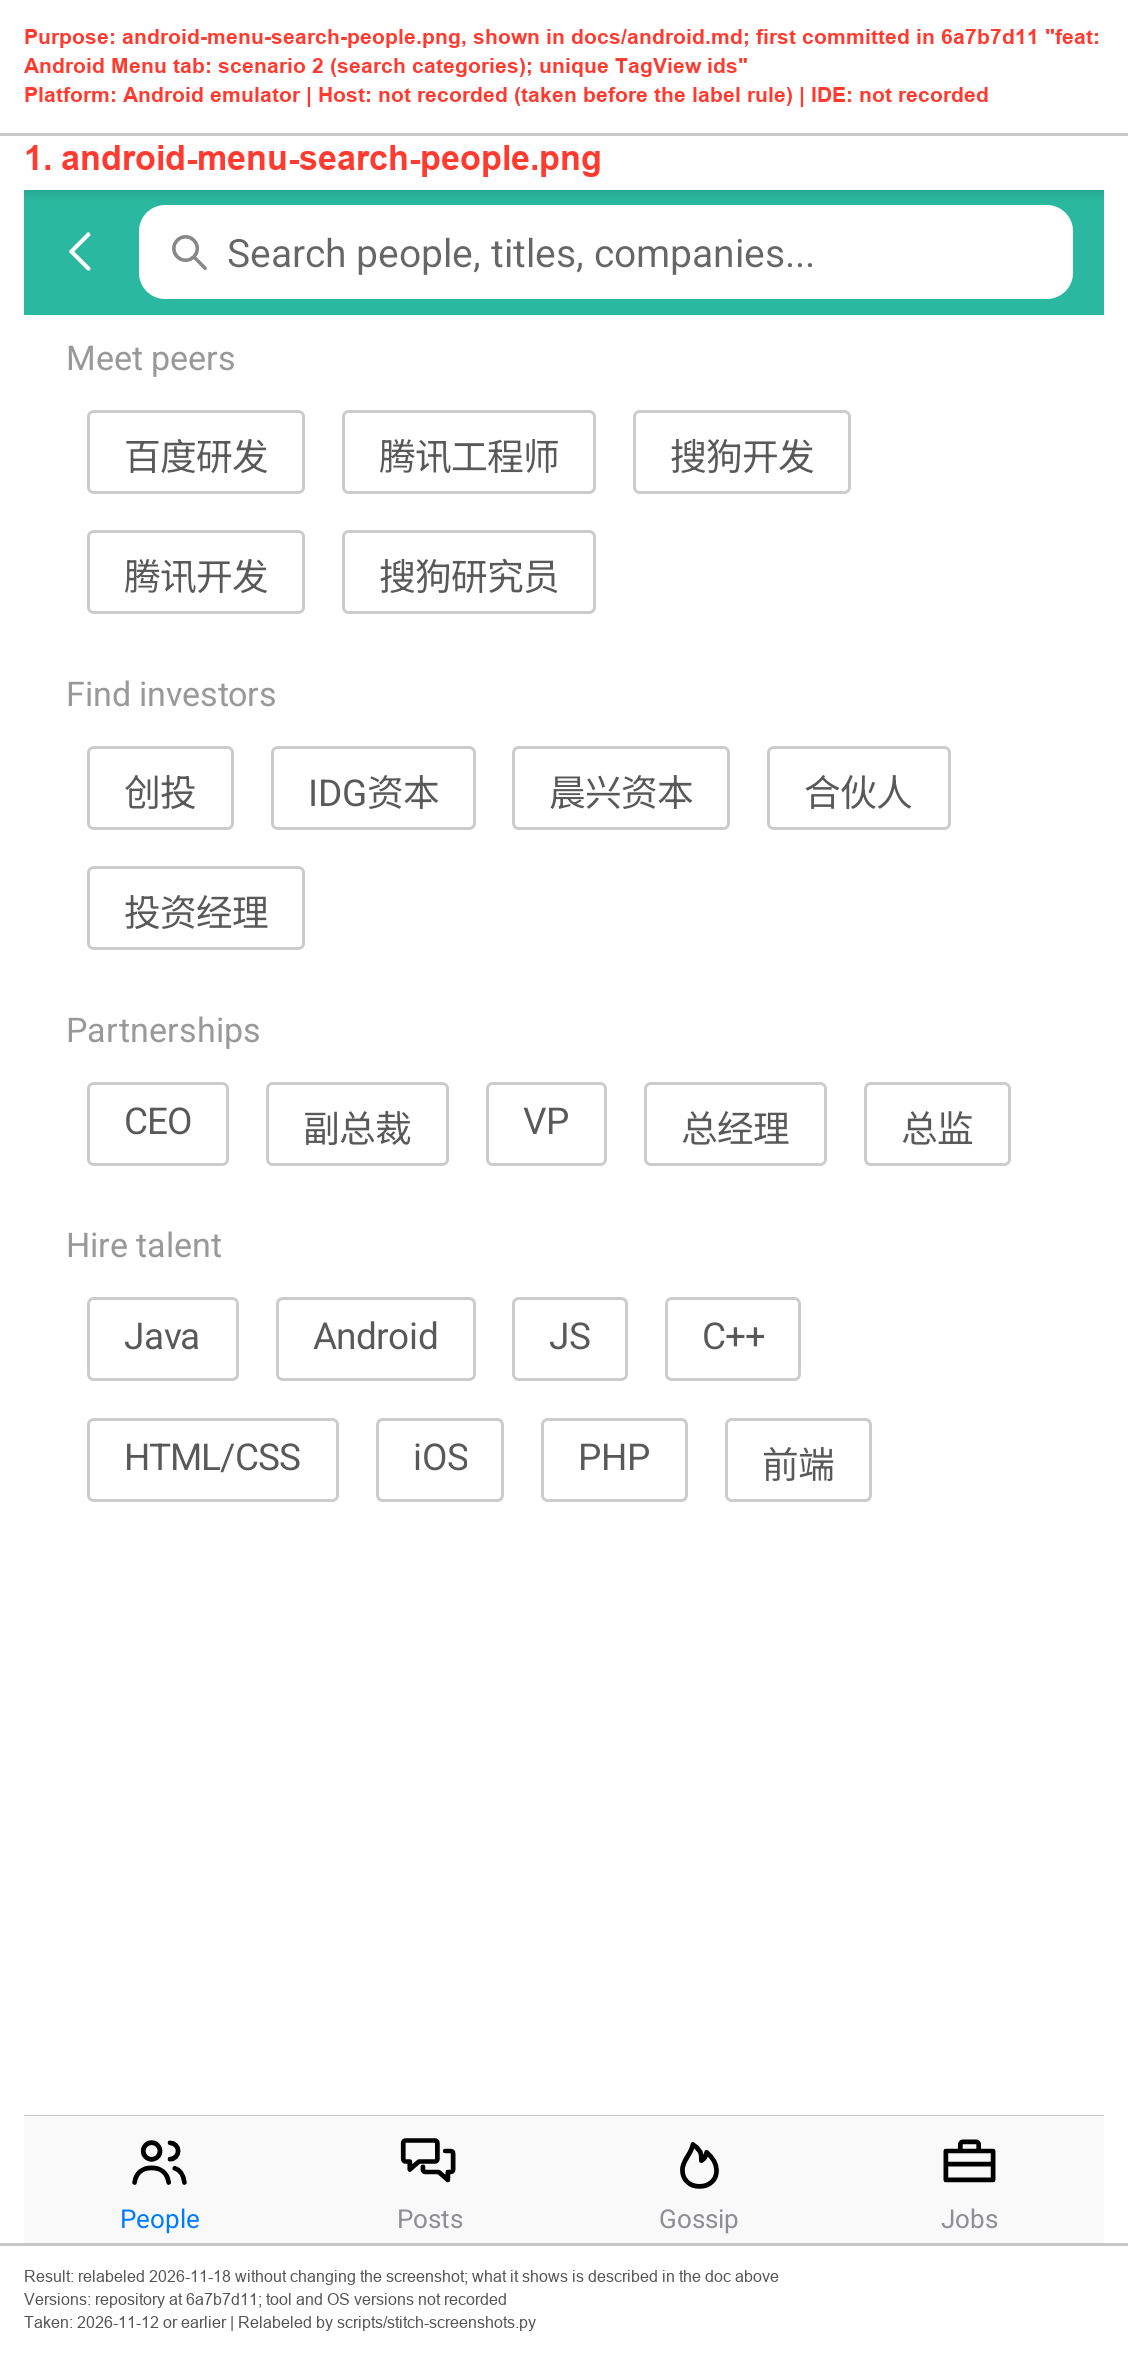 Purpose: android-menu-search-people.png, shown in docs/android.md; first committed in 6a7b7d11 "feat:
Android Menu tab: scenario 2 (search categories); unique TagView ids"
Platform: Android emulator | Host: not recorded (taken before the label rule) | IDE: not recorded
1. android-menu-search-people.png
Search people, titles, companies...
Meet peers
百度研发 腾讯工程师 搜狗开发
腾讯开发 搜狗研究员
Find investors
创投 IDG资本 晨兴资本 合伙人
投资经理
Partnerships
CEO 副总裁 VP 总经理 总监
Hire talent
Java Android JS C++
HTML/CSS iOS PHP 前端
People Posts Gossip Jobs
Result: relabeled 2026-11-18 without changing the screenshot; what it shows is described in the doc above
Versions: repository at 6a7b7d11; tool and OS versions not recorded
Taken: 2026-11-12 or earlier | Relabeled by scripts/stitch-screenshots.py